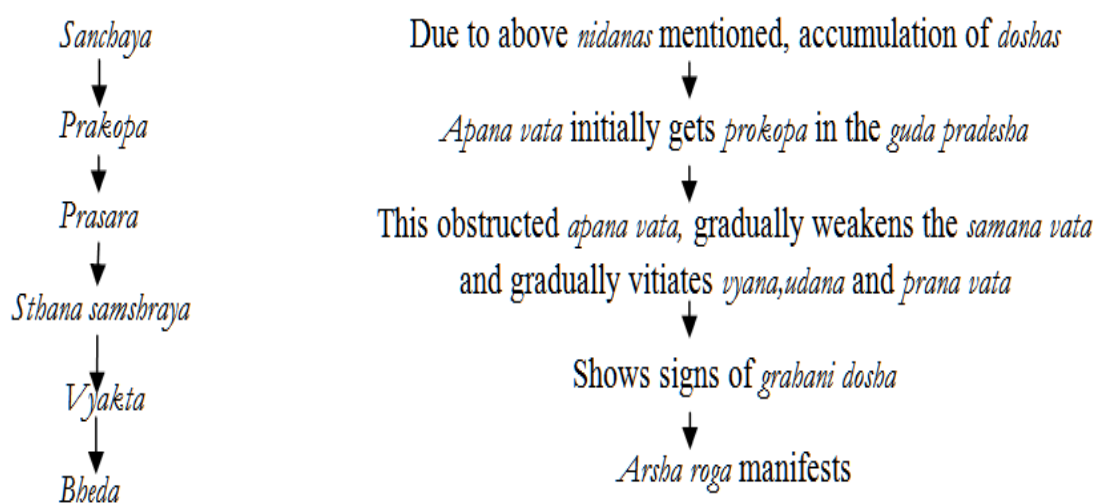 Sanchaya
Prakopa
Prasara
Sthana samshraya
Vyakta
Bheda
Due to above nidanas mentioned, accumulation of doshas
Apana vata initially gets prokopa in the guda pradesha
This obstructed apana vata, gradually weakens the samana vata
and gradually vitiates vyana,udana and prana vata
Shows signs of grahani dosha
Arsha roga manifests